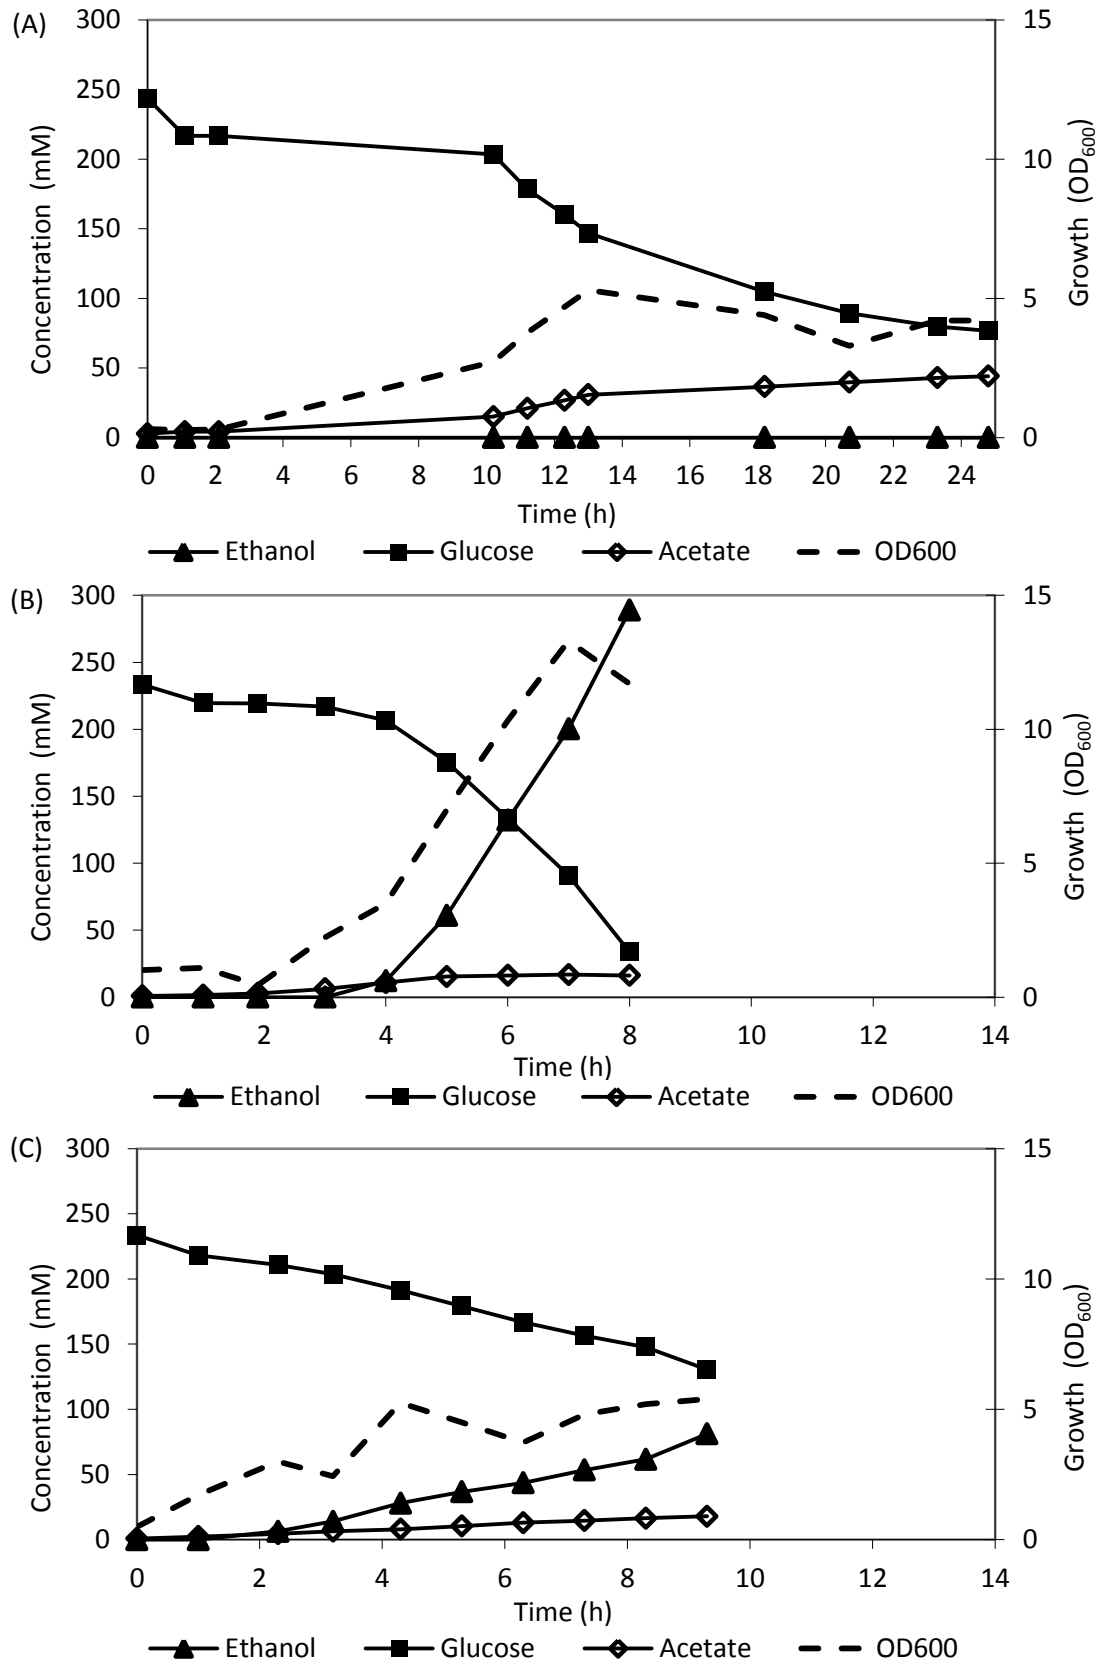 (A)
300
250
200
150
100
50
0
Concentration (mM)
15
10
5
0
Growth (OD600)
0 2 4 6 8 10 12 14 16 18 20 22 24
Time (h)
Ethanol Glucose Acetate OD600
(B)
300
250
200
150
100
50
0
Concentration (mM)
15
10
5
0
Growth (OD600)
0 2 4 6 8 10 12 14
Time (h)
Ethanol Glucose Acetate OD600
(C)
300
250
200
150
100
50
0
Concentration (mM)
15
10
5
0
Growth (OD600)
0 2 4 6 8 10 12 14
Time (h)
Ethanol Glucose Acetate OD600